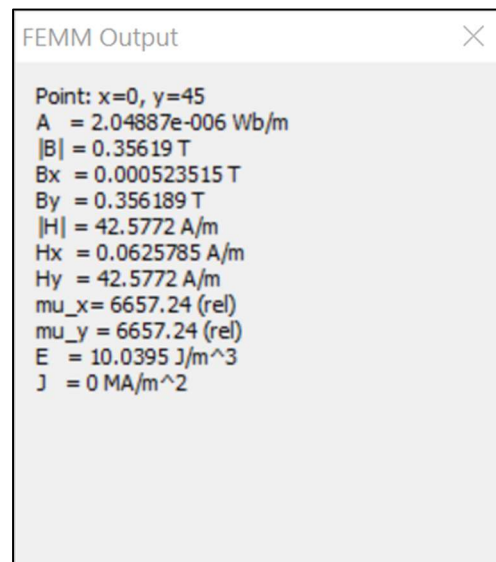 FEMM Output
Point: x=0, y=45
A = 2.04887e-006 Wb/m
|B| = 0.35619 T
Bx = 0.000523515 T
By = 0.356189 T
|H| = 42.5772 A/m
Hx = 0.0625785 A/m
Hy = 42.5772 A/m
mu_x= 6657.24 (rel)
mu_y = 6657.24 (rel)
E = 10.0395 J/m^3
J = 0 MA/m^2